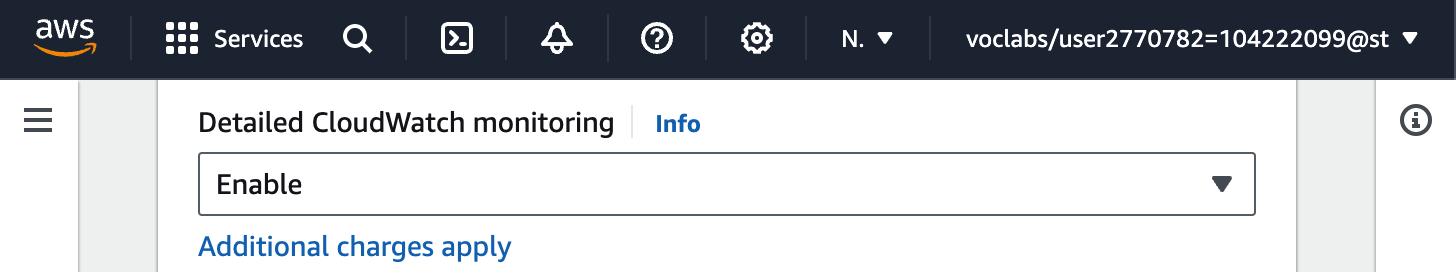 aws Services N. voclabs/user2770782=104222099@st
Detailed CloudWatch monitoring Info
Enable
Additional charges apply